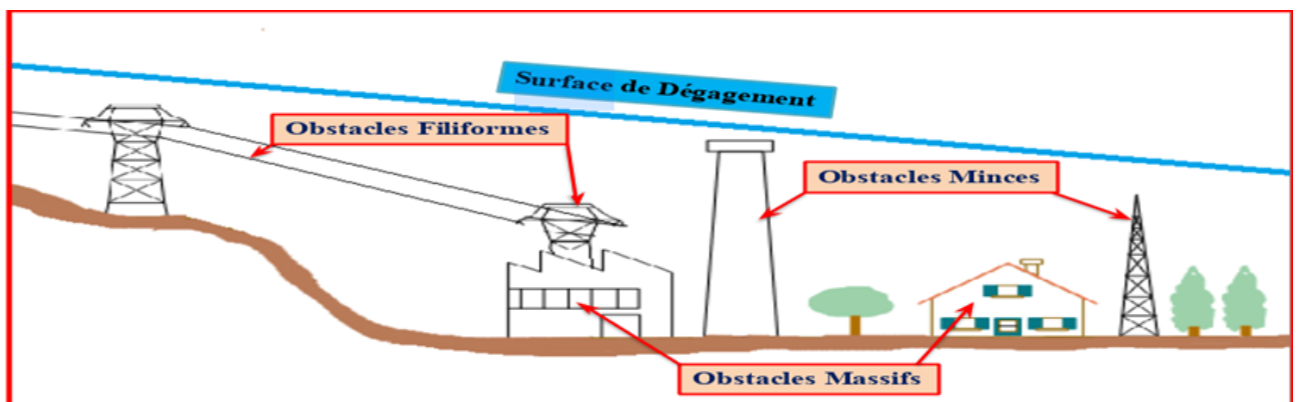 Surface de Dégagement
Obstacles Filiformes
Obstacles Minces
Obstacles Massifs